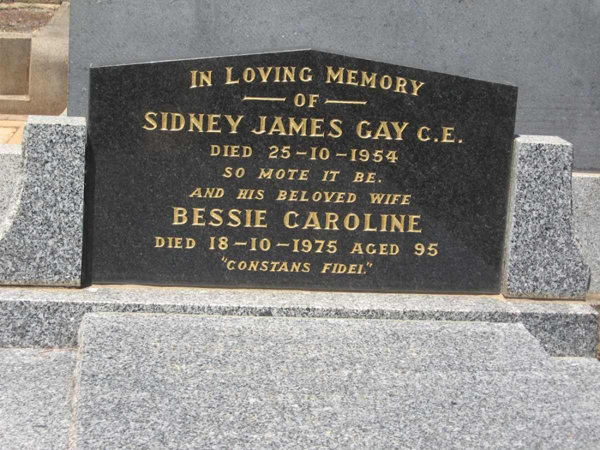 IN LOVING MEMORY
OF
SIDNEY JAMES GAY C.E.
DIED 25-10-1954
SO MOTE IT BE.
AND HIS BELOVED WIFE
BESSIE CAROLINE
DIED 18-10-1975 AGED 95
"CONSTANS FIDEI."